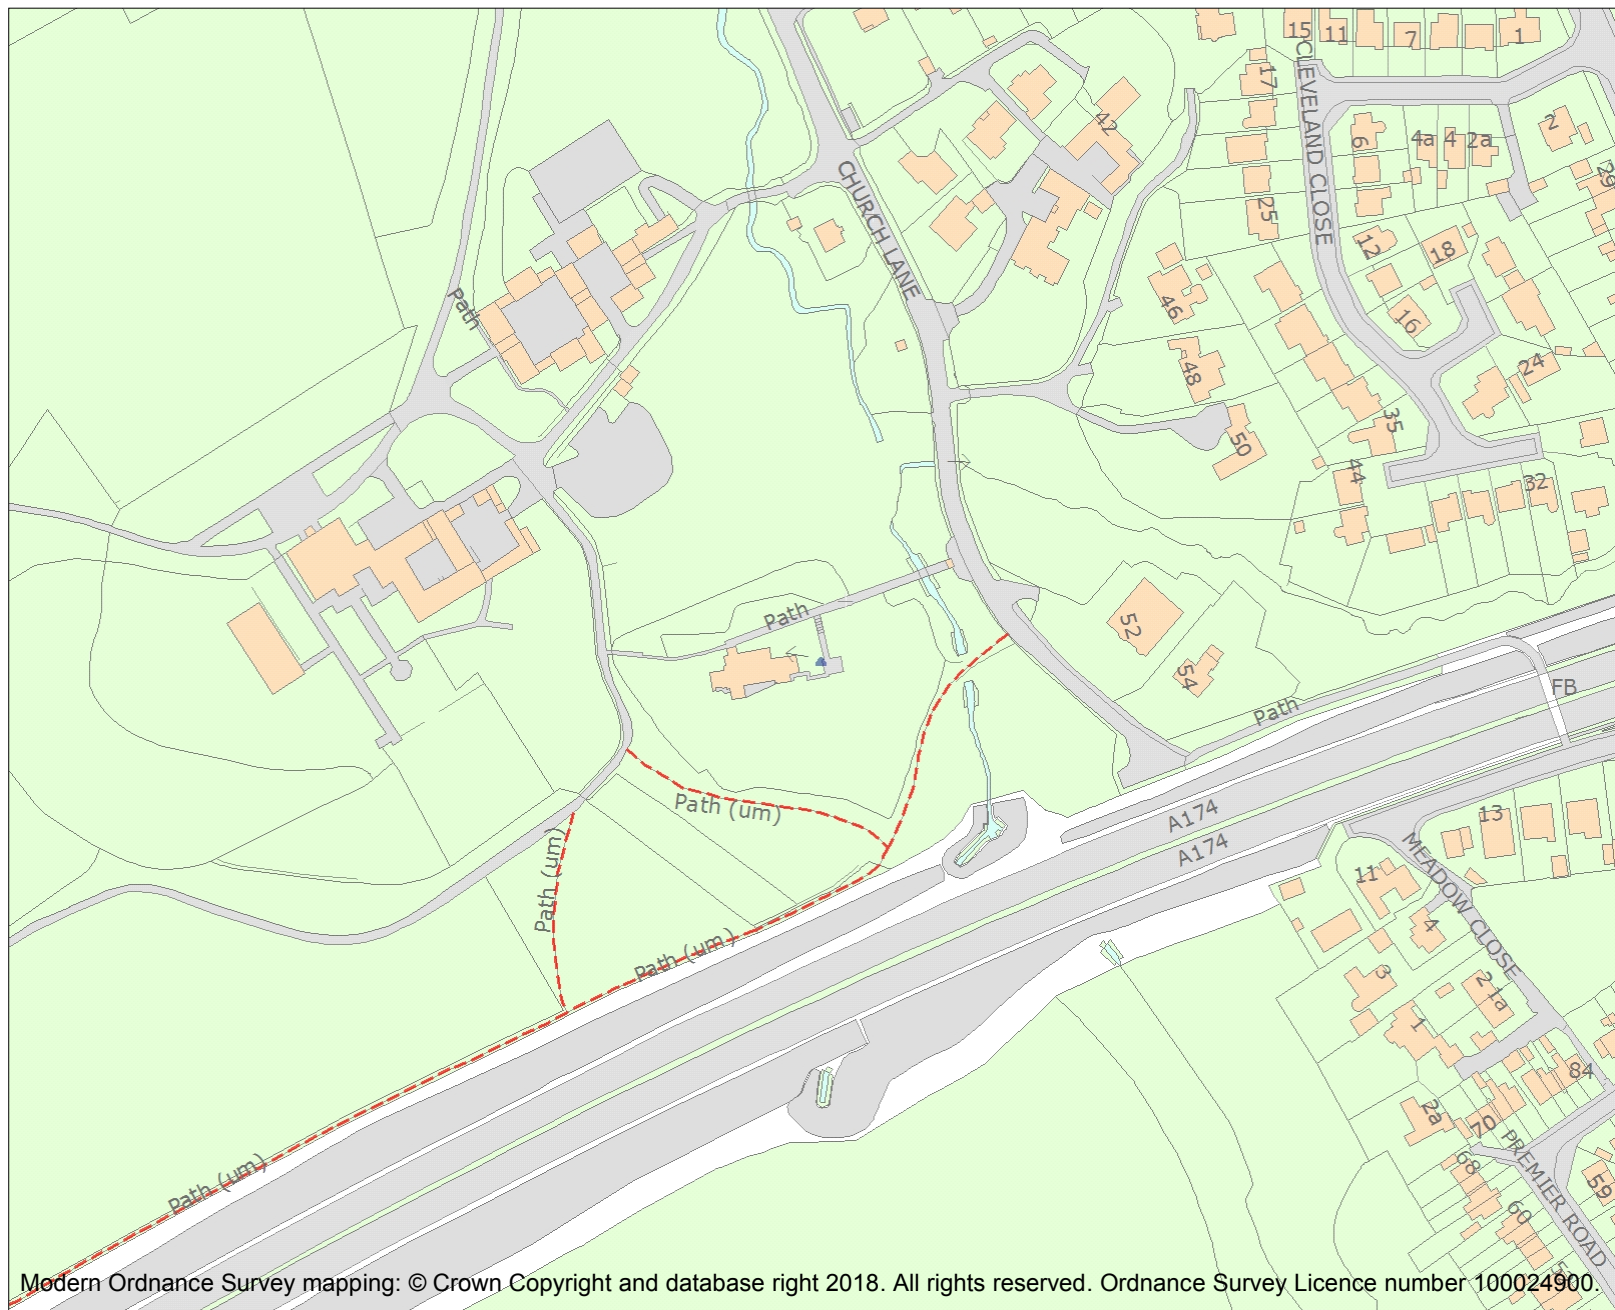 15
11
7
1
CLEVELAND CLOSE
17
42
2
6
4a
4
2a
29
CHURCH LANE
25
12
18
Path
46
16
48
24
35
50
44
32
Path
52
54
FB
Path
A174
Path (um)
13
A174
MEADOW CLOSE
Path (um)
11
4
Path (um)
3
2
1a
1
84
2a
70
PREMIER ROAD
68
Path (um)
59
60
Modern Ordnance Survey mapping: © Crown Copyright and database right 2018. All rights reserved. Ordnance Survey Licence number 100024900.